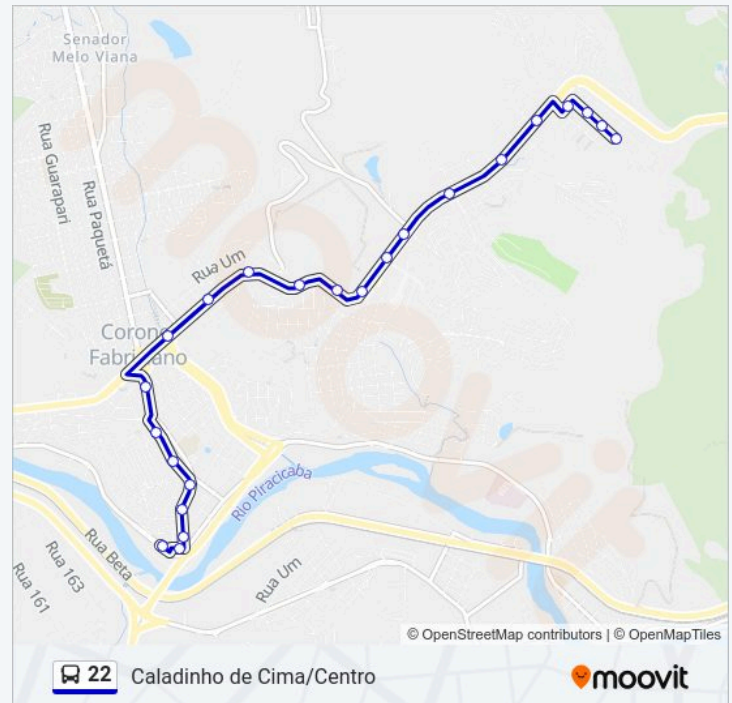 Senador
Melo Viana
Rua Guarapari
Rua Paquetá
Rua Um
Coronel
Fabriciano
Rio Piracicaba
Rua Beta
Rua 163
Rua 161
Rua Um
moovit
© OpenStreetMap contributors | © OpenMapTiles
22 Caladinho de Cima/Centro
moovit